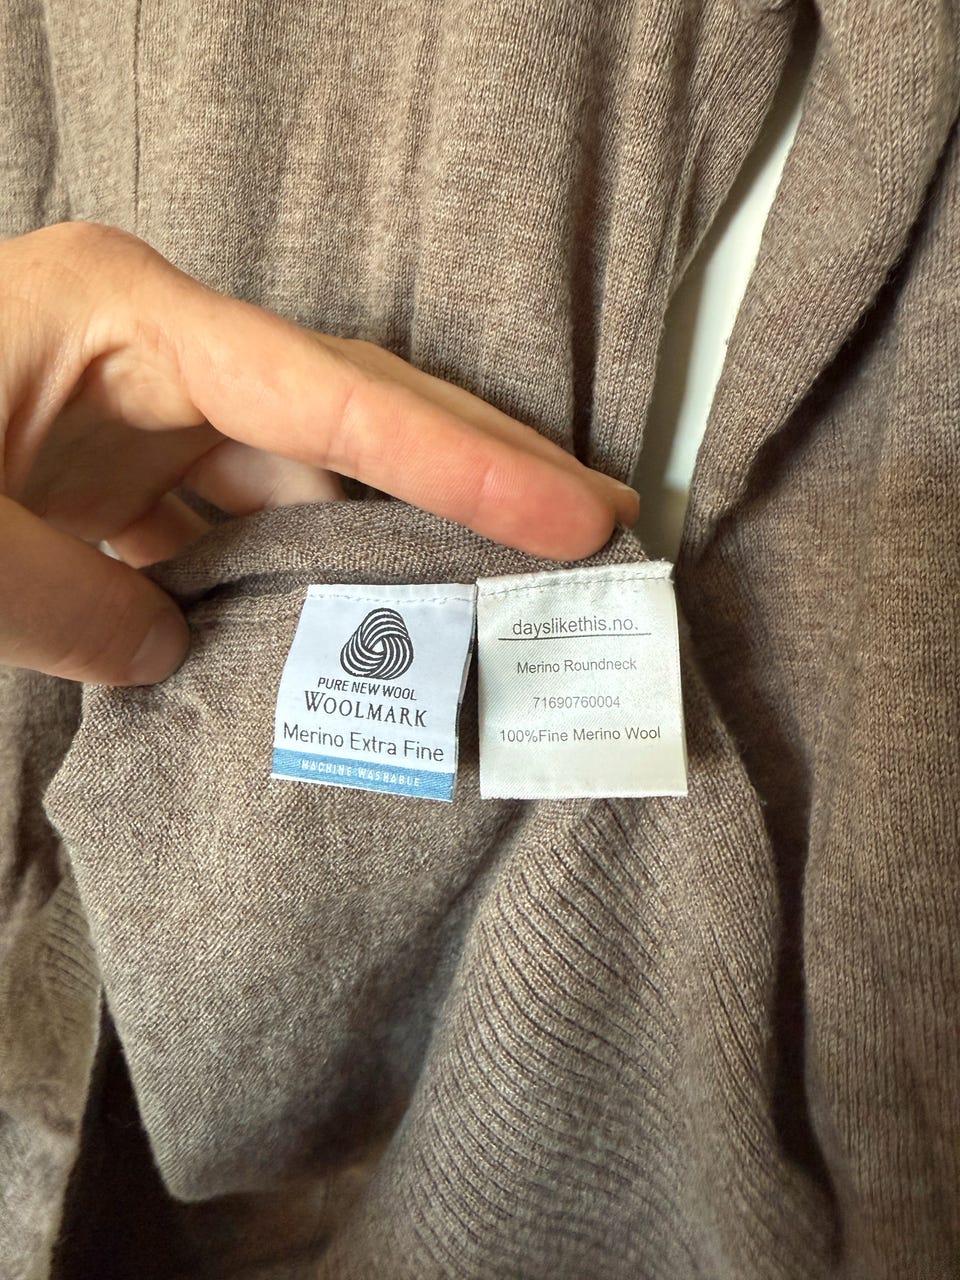 PURE NEW WOOL
WOOLMARK
Merino Extra Fine
MACHINE WASHABLE
dayslikethis.no.
Merino Roundneck
71690760004
100%Fine Merino Wool